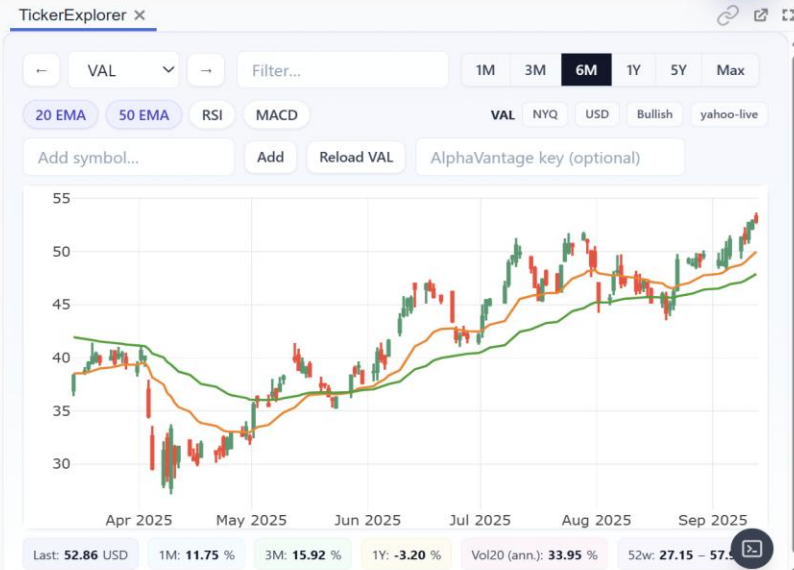 TickerExplorer ×
← VAL → Filter... 1M 3M 6M 1Y 5Y Max
20 EMA 50 EMA RSI MACD VAL NYQ USD Bullish yahoo-live
Add symbol... Add Reload VAL AlphaVantage key (optional)
55
50
45
40
35
30
Apr 2025 May 2025 Jun 2025 Jul 2025 Aug 2025 Sep 2025
Last: 52.86 USD 1M: 11.75 % 3M: 15.92 % 1Y: -3.20 % Vol20 (ann.): 33.95 % 52w: 27.15 –